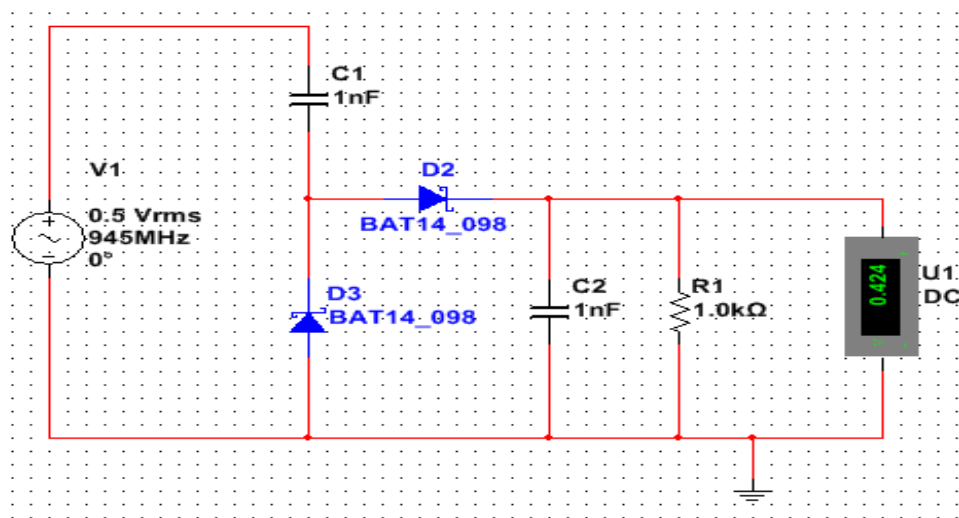 C1
1nF
V1
0.5 Vrms
945MHz
0°
D2
BAT14_098
D3
BAT14_098
C2
1nF
R1
1.0kΩ
0.424
U1
DC